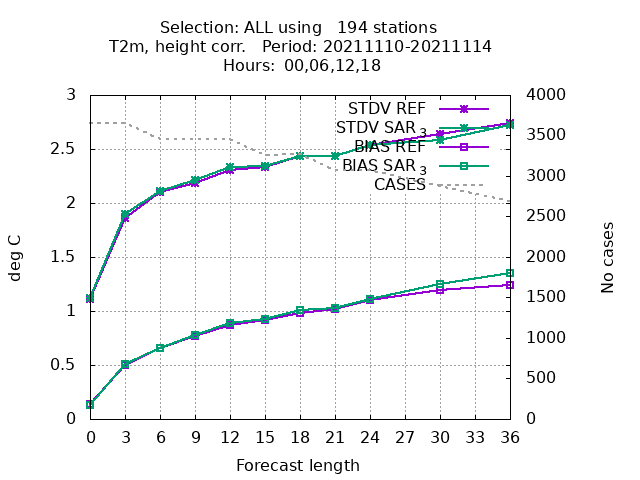 Selection: ALL using   194 stations
T2m, height corr.   Period: 20211110-20211114
Hours: 00,06,12,18
3
2.5
2
1.5
1
0.5
0
deg C
STDV REF
STDV SAR 3
BIAS REF
BIAS SAR 3
CASES
4000
3500
3000
2500
2000
1500
1000
500
0
No cases
0 3 6 9 12 15 18 21 24 27 30 33 36
Forecast length